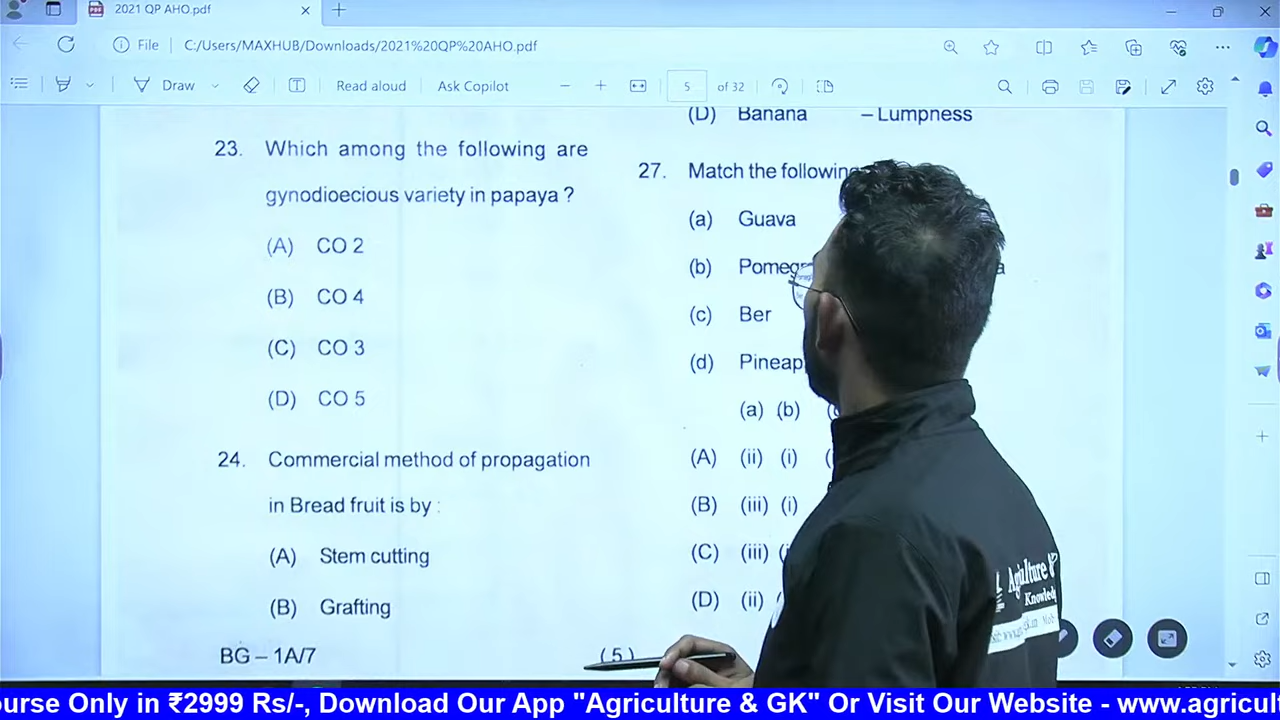 2021 QP AHO.pdf
File
C:/Users/MAXHUB/Downloads/2021%20QP%20AHO.pdf
Draw
Read aloud
Ask Copilot
5
of 32
23. Which among the following are
gynodioecious variety in papaya ?
(A) CO 2
(B) CO 4
(C) CO 3
(D) CO 5
24. Commercial method of propagation
in Bread fruit is by :
(A) Stem cutting
(B) Grafting
BG – 1A/7
( 5 )
(D) Banana – Lumpness
27. Match the following
(a) Guava
(b)
(c) Ber
(d)
(a) (b)
(A) (ii) (i)
(B) (iii) (i)
(C) (iii)
(D) (ii)
Agriculture &
Ourse Only in ₹2999 Rs/-, Download Our App "Agriculture & GK" Or Visit Our Website - www.agricul